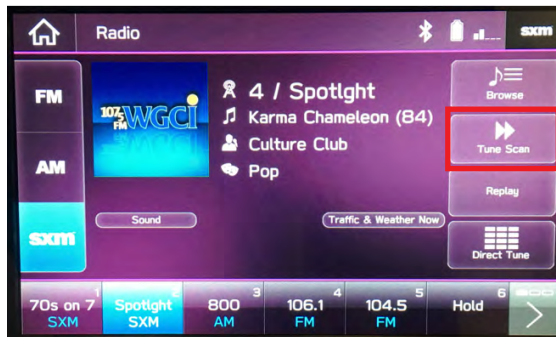 Radio
sxm
FM
AM
sxm
107.5
FM WGCI
4 / Spotlght
Karma Chameleon (84)
Culture Club
Pop
Sound
Traffic & Weather Now
Browse
Tune Scan
Replay
Direct Tune
1
70s on 7
SXM
2
Spotlght
SXM
3
800
AM
4
106.1
FM
5
104.5
FM
6
Hold